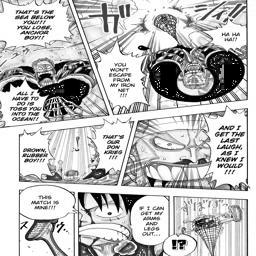 THAT'S THE
SEA BELOW
YOU!!!
YOU LOSE,
ANCHOR
BOY!!
HA HA
HA!!
YOU
WON'T
ESCAPE
FROM
MY IRON
NET
!!!
ALL I
HAVE TO
DO IS
TOSS YOU
INTO THE
OCEAN!!
DROWN,
RUBBER
BOY!!
THAT'S
OUR
DON
KRIEG
!!!
AND I
GET THE
LAST
LAUGH,
AS I
KNEW I
WOULD
!!!
THIS
MATCH IS
MINE!!!
IF I CAN
GET MY
ARMS
AND
LEGS
OUT...
!?